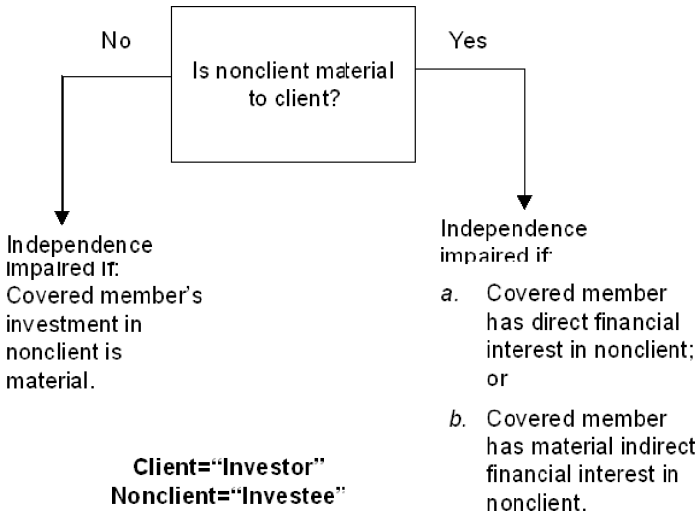 No
Yes
Is nonclient material
to client?
Independence
impaired if:
Covered member's
investment in
nonclient is
material.
Independence
impaired if:
a. Covered member
has direct financial
interest in nonclient;
or
b. Covered member
has material indirect
financial interest in
nonclient.
Client=“Investor”
Nonclient=“Investee”